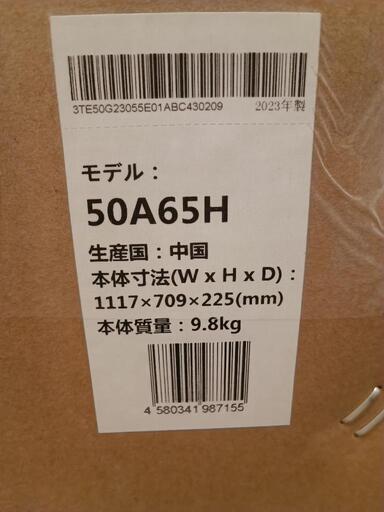 3TE50G23055E01ABC430209 2023年製
モデル：
50A65H
生産国：中国
本体寸法(W x H x D)：
1117×709×225(mm)
本体質量：9.8kg
4 580341 987155